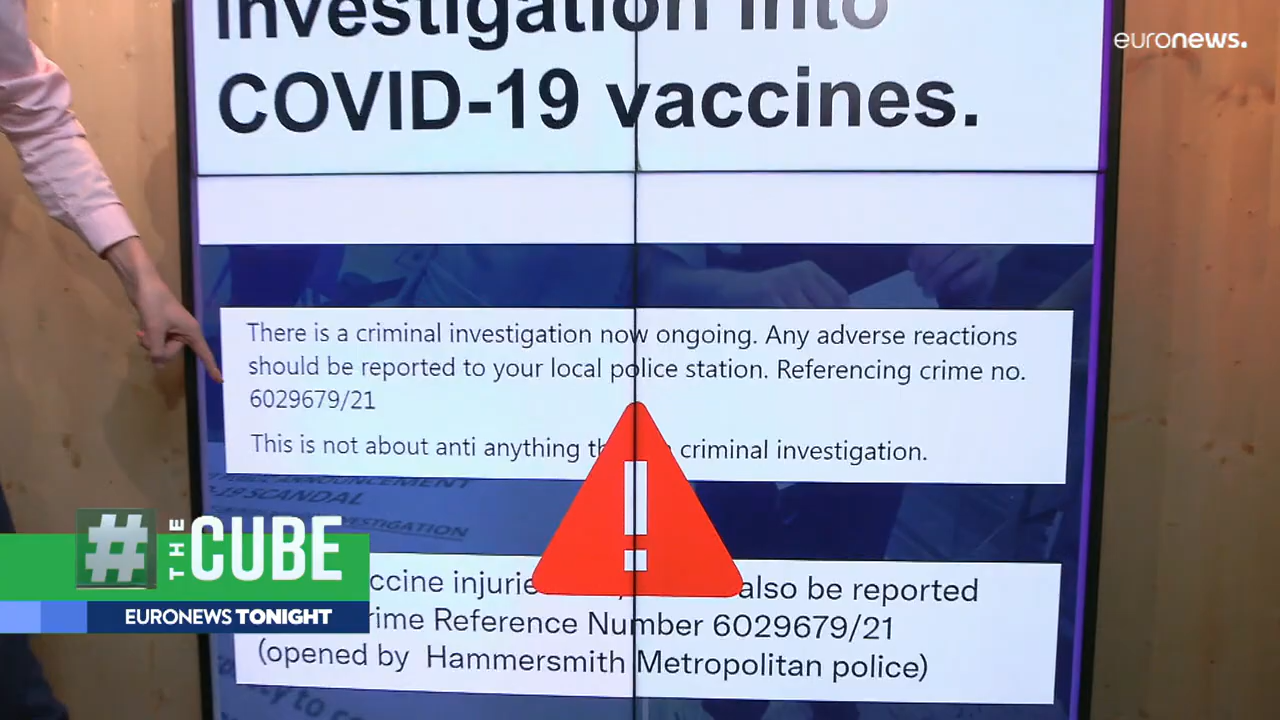 investigation into
COVID-19 vaccines.
euronews.
There is a criminal investigation now ongoing. Any adverse reactions
should be reported to your local police station. Referencing crime no.
6029679/21
This is not about anti anything criminal investigation.
-19 SCANDAL
# THE CUBE
EURONEWS TONIGHT
also be reported
Reference Number 6029679/21
(opened by Hammersmith Metropolitan police)